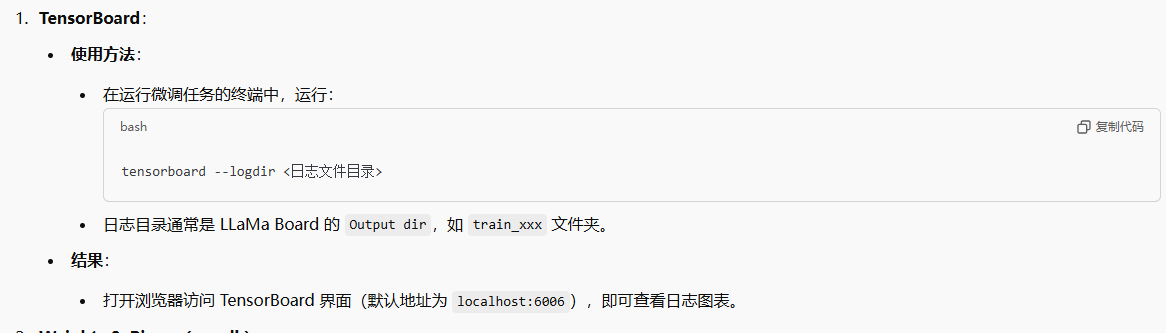 1. TensorBoard：
• 使用方法：
• 在运行微调任务的终端中，运行：
bash 复制代码
tensorboard --logdir <日志文件目录>
• 日志目录通常是 LLaMa Board 的 Output dir，如 train_xxx 文件夹。
• 结果：
• 打开浏览器访问 TensorBoard 界面（默认地址为 localhost:6006），即可查看日志图表。